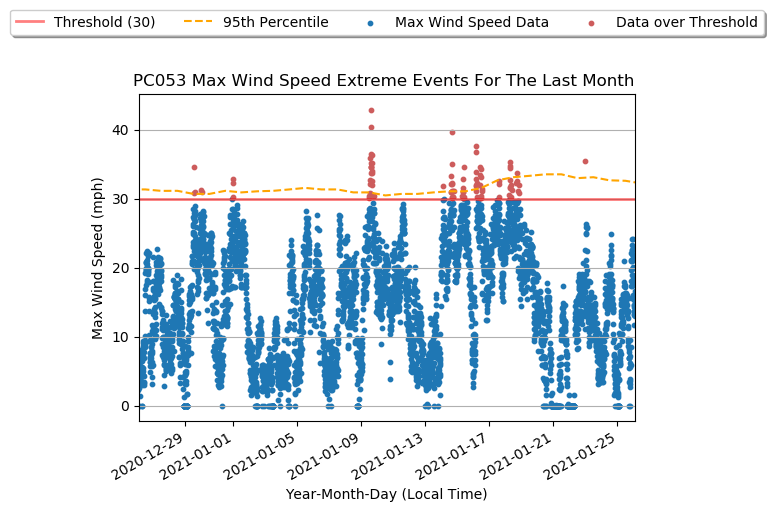 Threshold (30) 95th Percentile Max Wind Speed Data Data over Threshold
PC053 Max Wind Speed Extreme Events For The Last Month
40
30
20
10
0
Max Wind Speed (mph)
2020-12-29 2021-01-01 2021-01-05 2021-01-09 2021-01-13 2021-01-17 2021-01-21 2021-01-25
Year-Month-Day (Local Time)